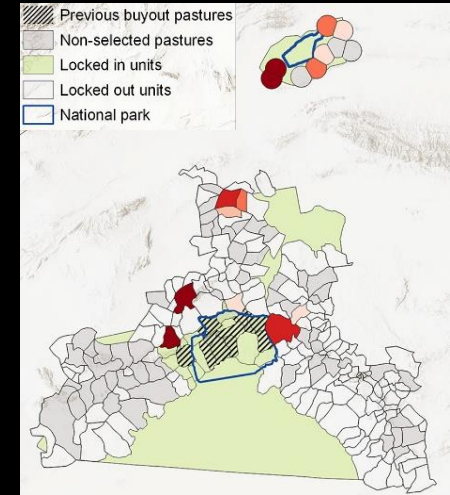 Previous buyout pastures
Non-selected pastures
Locked in units
Locked out units
National park